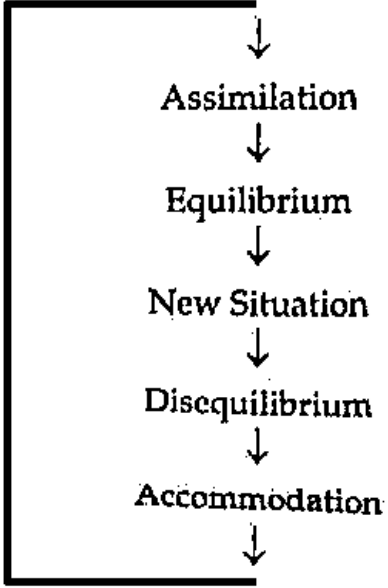 Assimilation
Equilibrium
New Situation
Disequilibrium
Accommodation